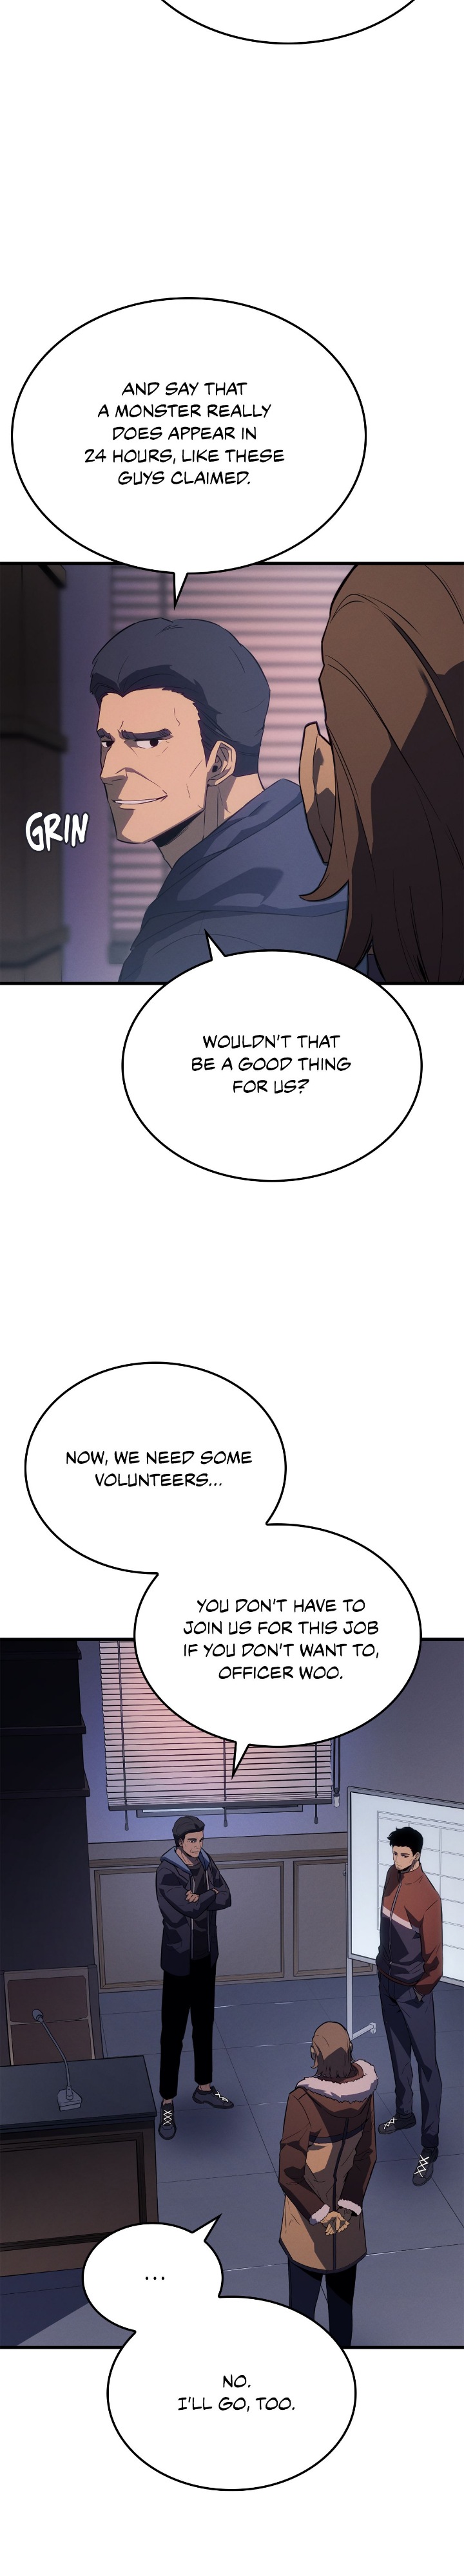 AND SAY THAT
A MONSTER REALLY
DOES APPEAR IN
24 HOURS, LIKE THESE
GUYS CLAIMED.
GRIN
WOULDN'T THAT
BE A GOOD THING
FOR US?
NOW, WE NEED SOME
VOLUNTEERS...
YOU DON'T HAVE TO
JOIN US FOR THIS JOB
IF YOU DON'T WANT TO,
OFFICER WOO.
...
NO.
I'LL GO, TOO.